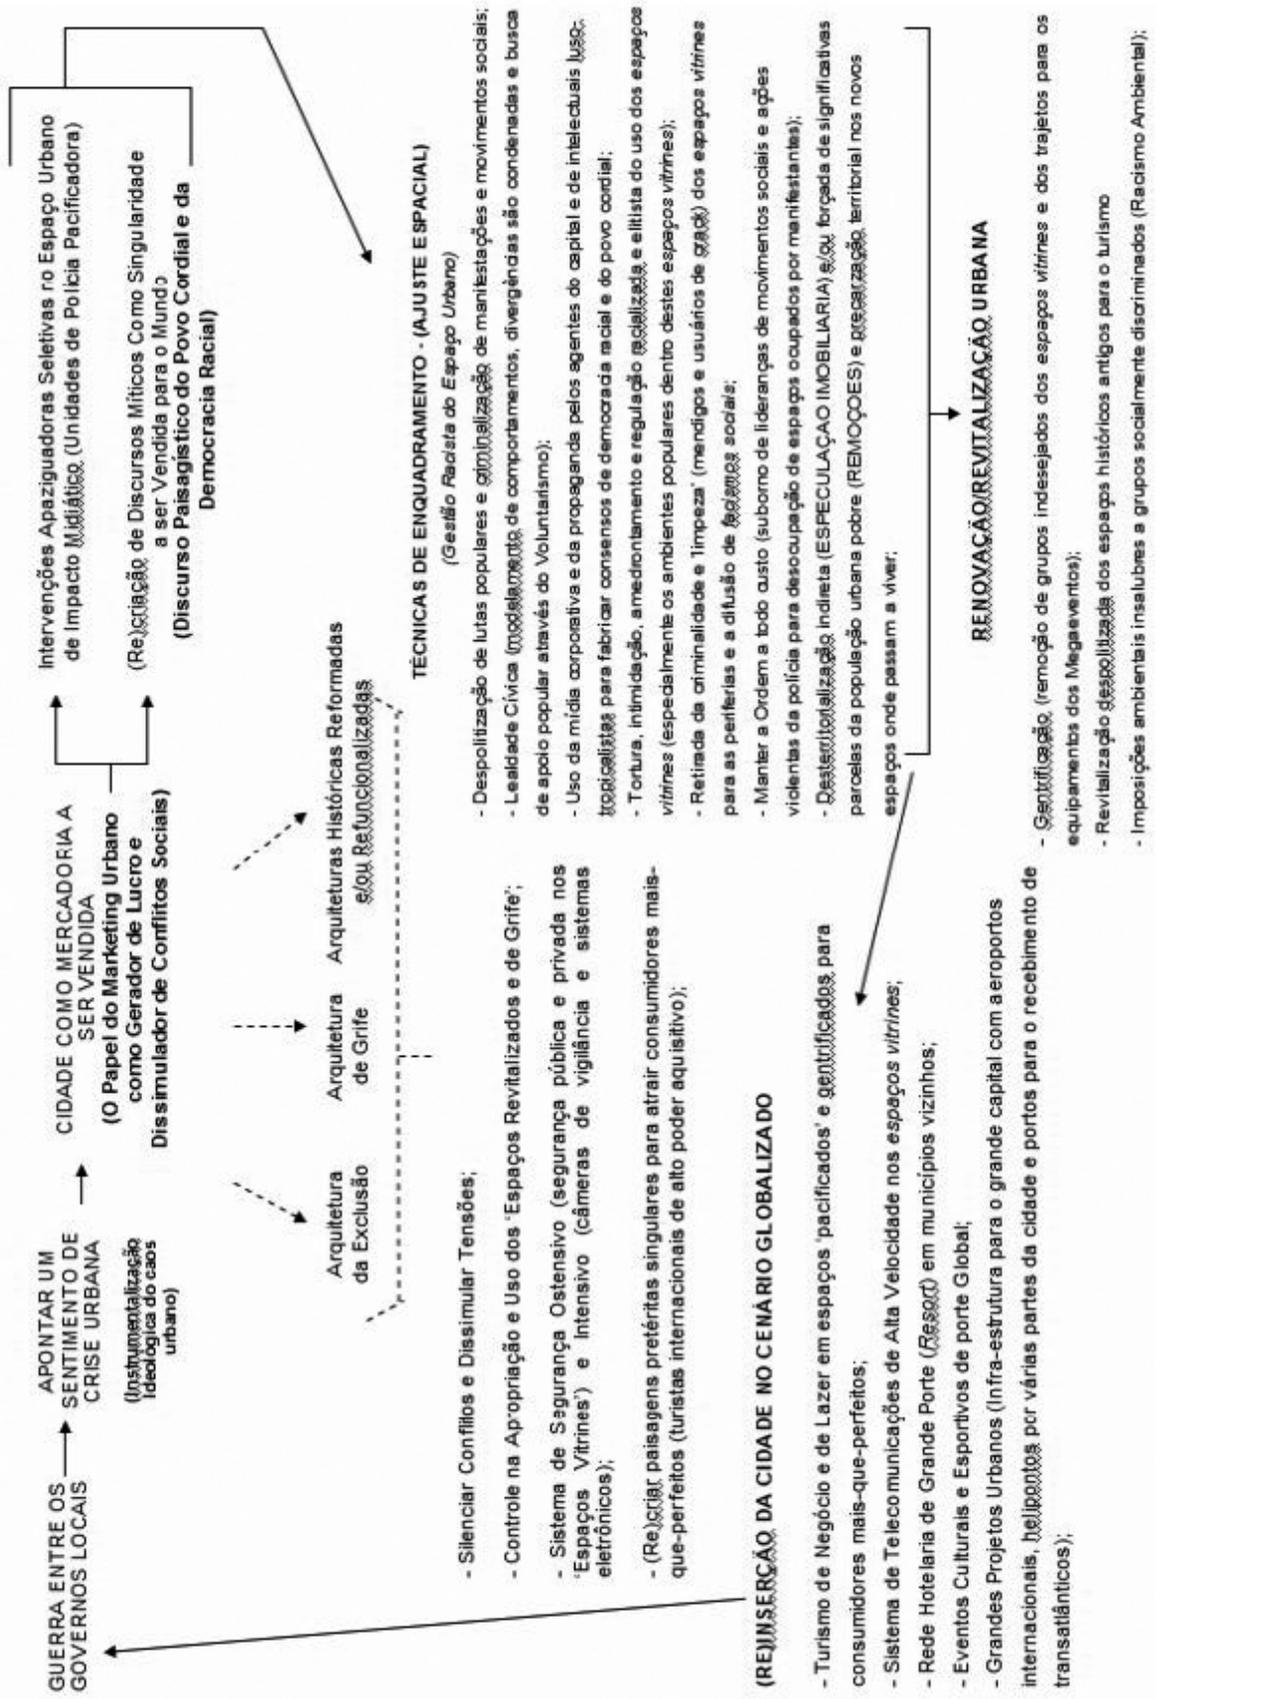 GUERRA ENTRE OS
GOVERNOS LOCAIS
APONTAR UM
SENTIMENTO DE
CRISE URBANA
(Instrumentalização
Ideologica do caos
urbano)
CIDADE COMO MERCADORIA A
SER VENDIDA
(O Papel do Marketing Urbano
como Gerador de Lucro e
Dissimulador de Conflitos Sociais)
Intervenções Apaziguadoras Seletivas no Espaço Urbano
de Impacto Midiático (Unidades de Polícia Pacificadora)
(Re)criação de Discursos Míticos Como Singularidade
a ser Vendida para o Mundo
(Discurso Paisagístico do Povo Cordial e da
Democracia Racial)
Arquitetura
da Exclusão
Arquitetura
de Grife
Arquiteturas Históricas Reformadas
e/ou Refuncionalizadas
- Silenciar Conflitos e Dissimular Tensões;
- Controle na Apropriação e Uso dos 'Espaços Revitalizados e de Grife';
- Sistema de Segurança Ostensivo (segurança pública e privada nos
'Espaços Vitrines') e Intensivo (câmeras de vigilância e sistemas
eletrônicos);
- (Re)criar paisagens pretéritas singulares para atrair consumidores mais-
que-perfeitos (turistas internacionais de alto poder aquisitivo);
TÉCNICAS DE ENQUADRAMENTO - (AJUSTE ESPACIAL)
(Gestão Racista do Espaço Urbano)
- Despolitização de lutas populares e criminalização de manifestações e movimentos sociais;
- Lealdade Cívica (modelamento de comportamentos, divergências são condenadas e busca
de apoio popular através do Voluntarismo);
- Uso da mídia corporativa e da propaganda pelos agentes do capital e de intelectuais luso-
tropicalistas para fabricar consensos de democracia racial e do povo cordial;
- Tortura, intimidação, amedrontamento e regulação racializada e elitista do uso dos espaços
vitrines (especialmente os ambientes populares dentro destes espaços vitrines);
- Retirada da criminalidade e 'limpeza' (mendigos e usuários de crack) dos espaços vitrines
para as periferias e a difusão de facismos sociais;
- Manter a Ordem a todo custo (suborno de lideranças de movimentos sociais e ações
violentas da polícia para desocupação de espaços ocupados por manifestantes);
- Desterritorialização indireta (ESPECULAÇAO IMOBILIARIA) e/ou forçada de significativas
parcelas da população urbana pobre (REMOÇOES) e precarzação territorial nos novos
espaços onde passam a viver;
(RE)INSERÇÃO DA CIDADE NO CENÁRIO GLOBALIZADO
- Turismo de Negócio e de Lazer em espaços 'pacificados' e gentrificados para
consumidores mais-que-perfeitos;
- Sistema de Telecomunicações de Alta Velocidade nos espaços vitrines;
- Rede Hotelaria de Grande Porte (Resort) em municípios vizinhos;
- Eventos Culturais e Esportivos de porte Global;
- Grandes Projetos Urbanos (Infra-estrutura para o grande capital com aeroportos
internacionais, helipontos por várias partes da cidade e portos para o recebimento de
transatlânticos);
RENOVAÇÃO/REVITALIZAÇÃO URBANA
- Gentrificação (remoção de grupos indesejados dos espaços vitrines e dos trajetos para os
equipamentos dos Megaeventos);
- Revitalização despolitizada dos espaços históricos antigos para o turismo
- Imposições ambientais insalubres a grupos socialmente discriminados (Racismo Ambiental);